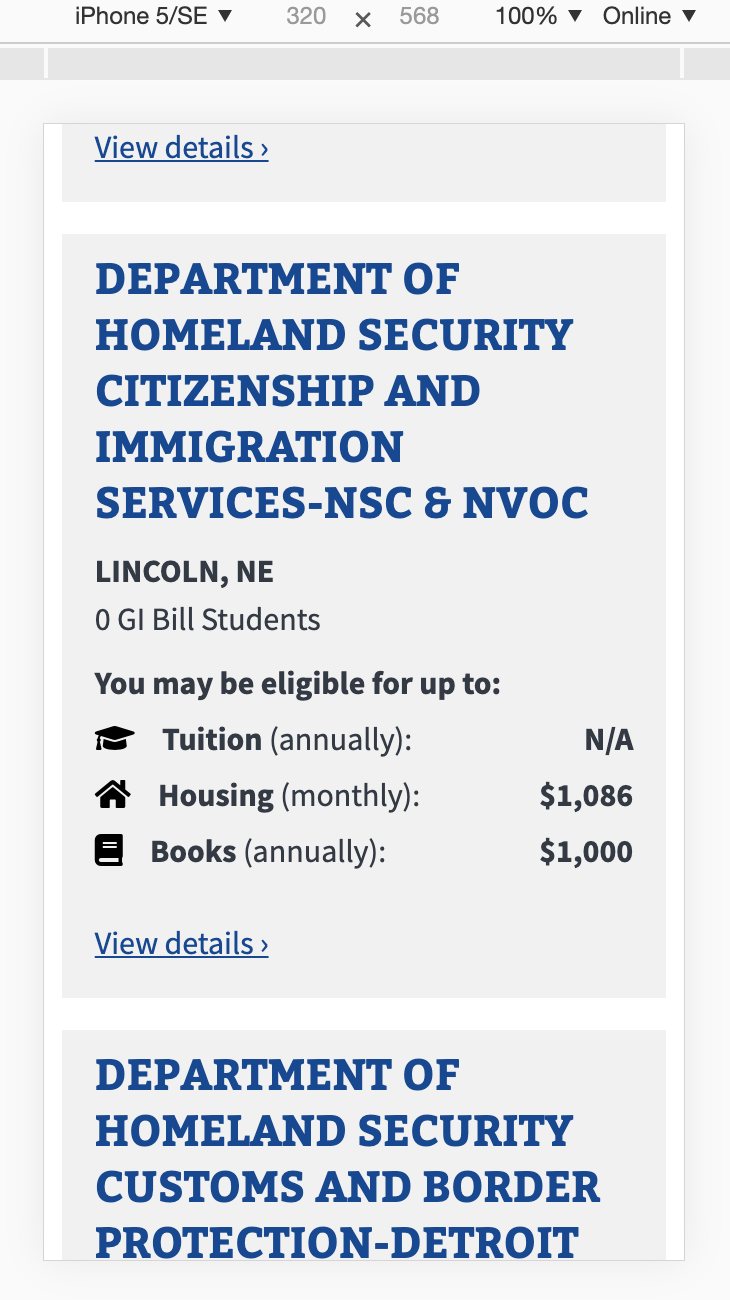 iPhone 5/SE ▼ 320 × 568 100% ▼ Online ▼
View details ›
DEPARTMENT OF
HOMELAND SECURITY
CITIZENSHIP AND
IMMIGRATION
SERVICES-NSC & NVOC
LINCOLN, NE
0 GI Bill Students
You may be eligible for up to:
Tuition (annually): N/A
Housing (monthly): $1,086
Books (annually): $1,000
View details ›
DEPARTMENT OF
HOMELAND SECURITY
CUSTOMS AND BORDER
PROTECTION-DETROIT